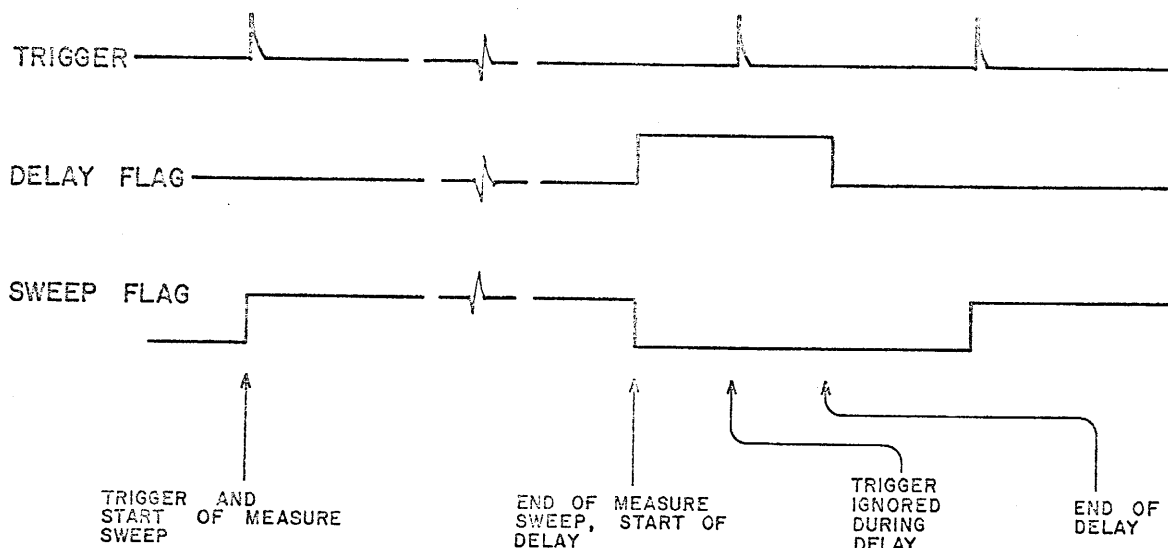 TRIGGER
DELAY FLAG
SWEEP FLAG
TRIGGER AND
START OF MEASURE
SWEEP
END OF MEASURE
SWEEP, START OF
DELAY
TRIGGER
IGNORED
DURING
DELAY
END OF
DELAY